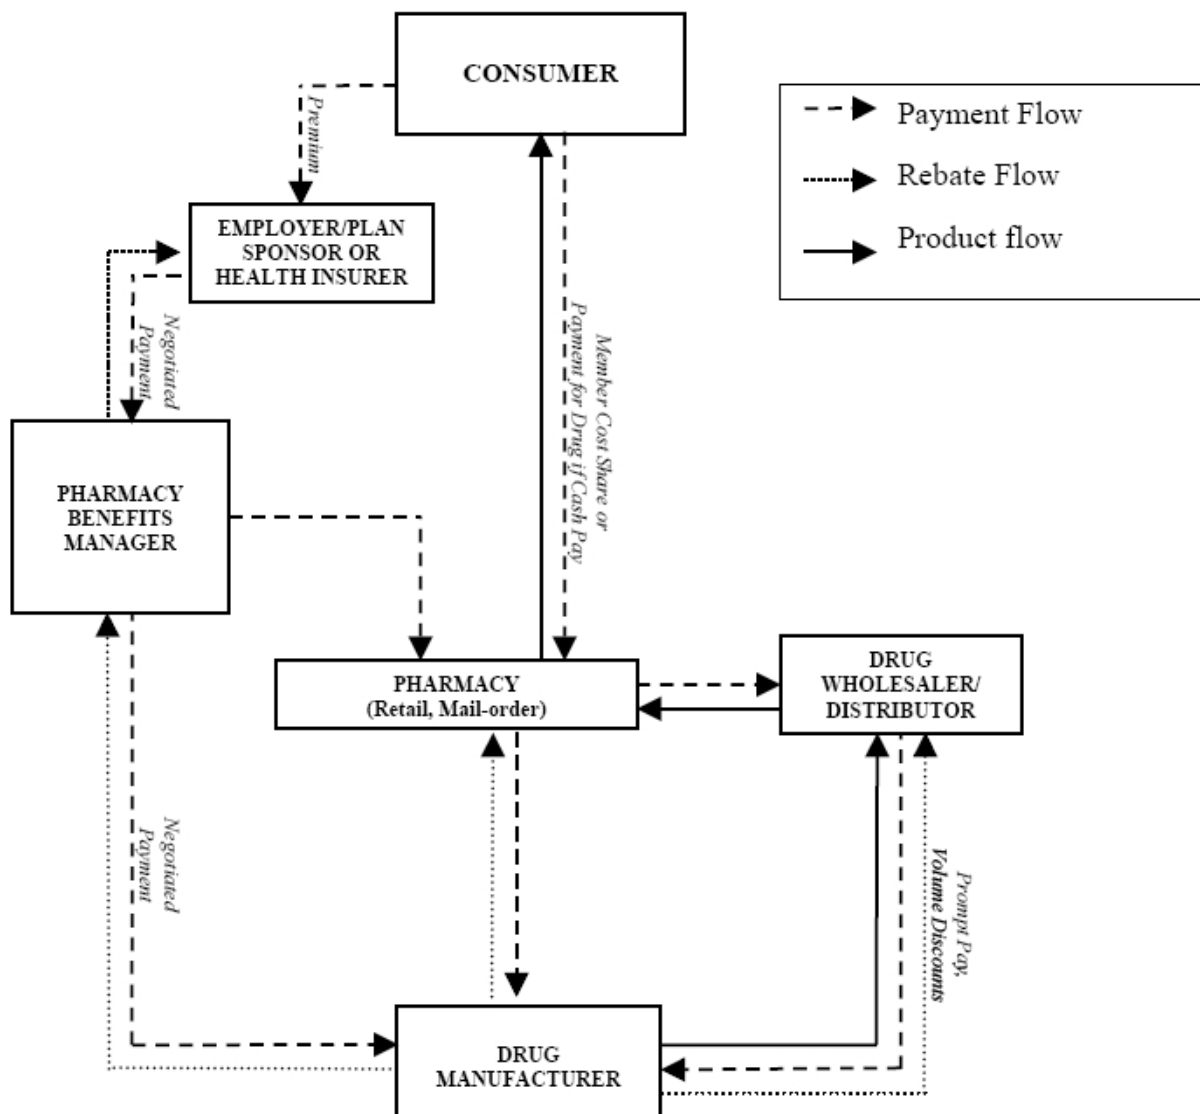 CONSUMER
Payment Flow
Rebate Flow
Product flow
Premium
EMPLOYER/PLAN
SPONSOR OR
HEALTH INSURER
Negotiated
Payment
Member Cost Share or
Payment for Drug if Cash Pay
PHARMACY
BENEFITS
MANAGER
PHARMACY
(Retail, Mail-order)
DRUG
WHOLESALER/
DISTRIBUTOR
Negotiated
Payment
Prompt Pay,
Volume Discounts
DRUG
MANUFACTURER